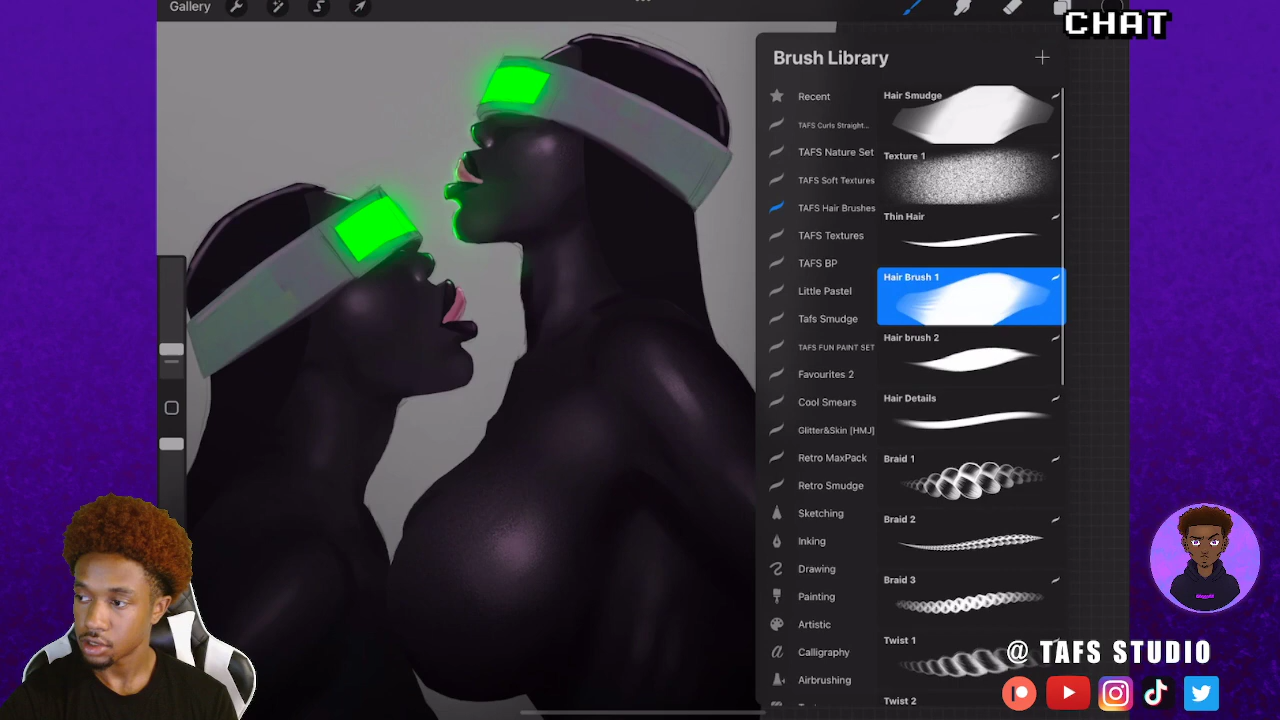 Gallery
CHAT
Brush Library
Recent
TAFS Curls Straight...
TAFS Nature Set
TAFS Soft Textures
TAFS Hair Brushes
TAFS Textures
TAFS BP
Little Pastel
Tafs Smudge
TAFS FUN PAINT SET
Favourites 2
Cool Smears
Glitter&Skin [HMJ]
Retro MaxPack
Retro Smudge
Sketching
Inking
Drawing
Painting
Artistic
Calligraphy
Airbrushing
Hair Smudge
Texture 1
Thin Hair
Hair Brush 1
Hair brush 2
Hair Details
Braid 1
Braid 2
Braid 3
Twist 1
Twist 2
@ TAFS STUDIO